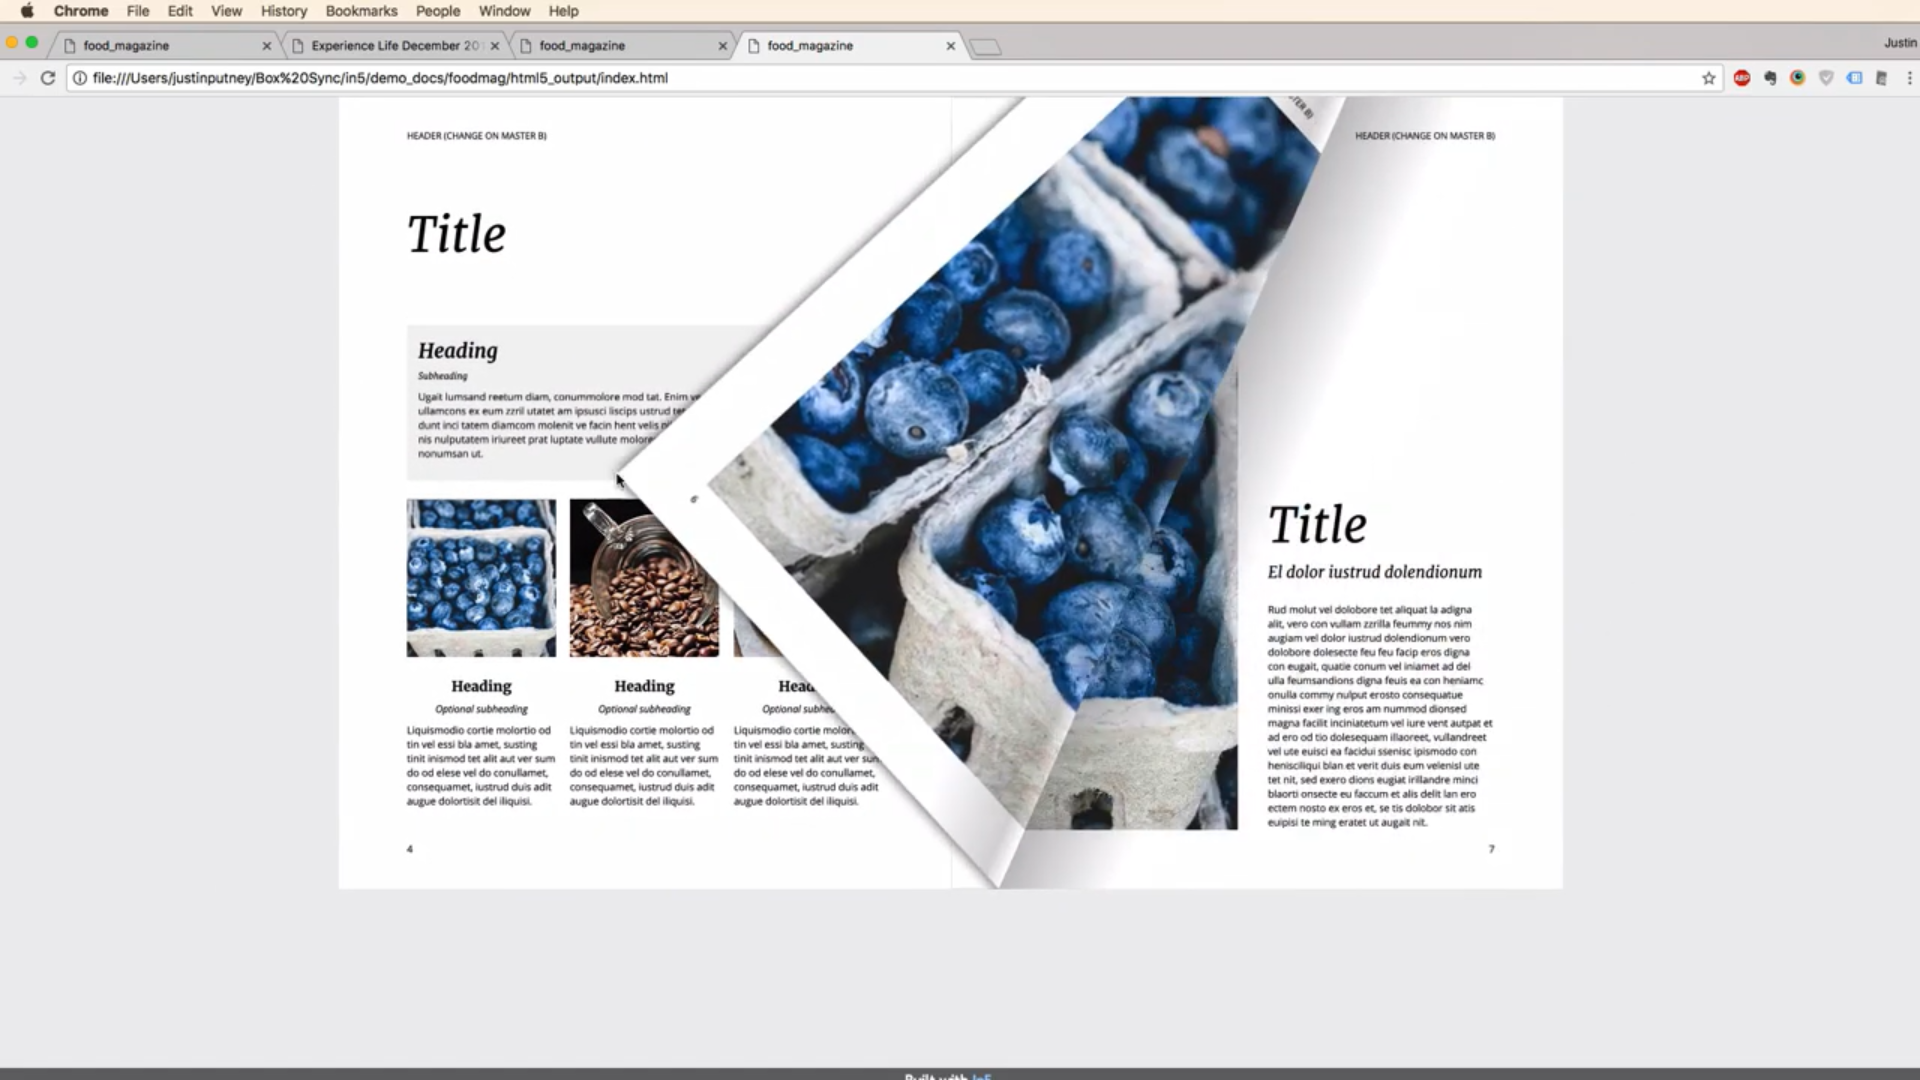 Chrome File Edit View History Bookmarks People Window Help
food_magazine
Experience Life December 20
food_magazine
food_magazine
Justin
file:///Users/justinputney/Box%20Sync/in5/demo_docs/foodmag/html5_output/index.html
ABP
HEADER (CHANGE ON MASTER B)
Title
Heading
Subheading
Ugait lumsand reetum diam, conummolore mod tat. Enim ve
ullamcons ex eum zzril utatet am ipsusci liscips ustrud tet
dunt inci tatem diamcom molenit ve facin hent velis ni
nis nulputatem iriureet prat luptate vullute molore
nonumsan ut.
Heading
Optional subheading
Liquismodio cortie molortio od
tin vel essi bla amet, susting
tinit inismod tet alit aut ver sum
do od elese vel do conullamet,
consequamet, iustrud duis adit
augue dolortisit del iliquisi.
Heading
Optional subheading
Liquismodio cortie molortio od
tin vel essi bla amet, susting
tinit inismod tet alit aut ver sum
do od elese vel do conullamet,
consequamet, iustrud duis adit
augue dolortisit del iliquisi.
Head
Optional subhe
Liquismodio cortie molor
tin vel essi bla amet, susting
tinit inismod tet alit aut ver sum
do od elese vel do conullamet,
consequamet, iustrud duis adit
augue dolortisit del iliquisi.
4
6
TER B)
HEADER (CHANGE ON MASTER B)
Title
El dolor iustrud dolendionum
Rud molut vel dolobore tet aliquat la adigna
alit, vero con vullam zzrilla feummy nos nim
augiam vel dolor iustrud dolendionum vero
dolobore dolesecte feu feu facip eros digna
con eugait, quatie conum vel iniamet ad del
ulla feumsandions digna feuis ea con heniamc
onulla commy nulput erosto consequatue
minissi exer ing eros am nummod dionsed
magna facilit inciniatetum vel iure vent autpat et
ad ero od tio dolesequam illaoreet, vullandreet
vel ute euisci ea facidui ssenisc ipismodo con
henisciliqui blan et verit duis eum velenisl ute
tet nit, sed exero dions eugiat irillandre minci
blaorti onsecte eu faccum et alis delit lan ero
ectem nosto ex eros et, se tis dolobor sit atis
euipisi te ming eratet ut augait nit.
7
Built with in5